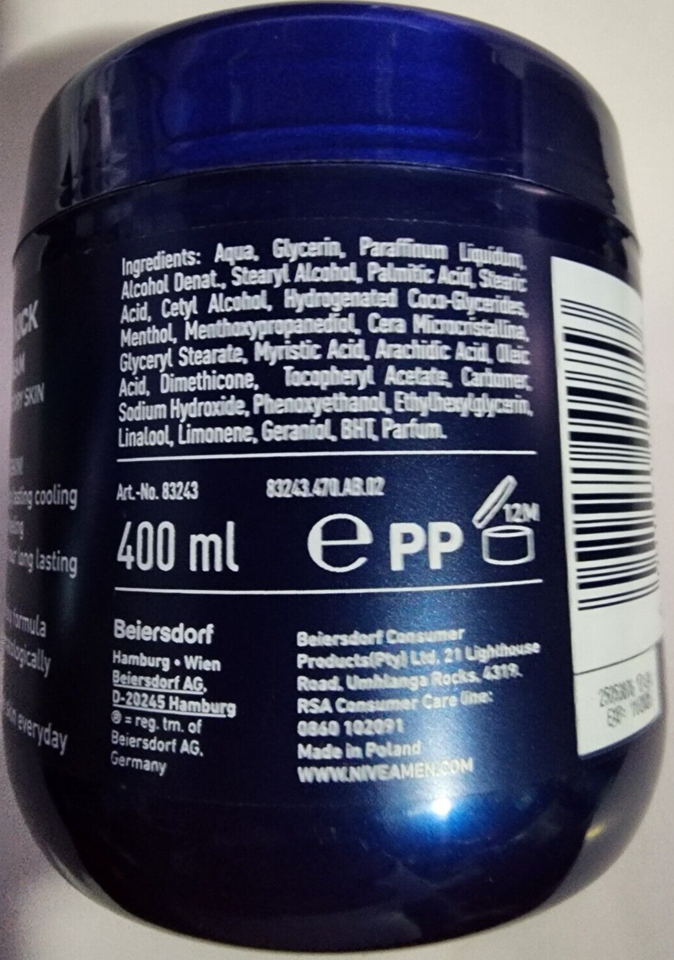 Ingredients: Aqua, Glycerin, Paraffinum Liquidum,
Alcohol Denat., Stearyl Alcohol, Palmitic Acid, Stearic
Acid, Cetyl Alcohol, Hydrogenated Coco-Glycerides,
Menthol, Menthoxypropanediol, Cera Microcristallina,
Glyceryl Stearate, Myristic Acid, Arachidic Acid, Oleic
Acid, Dimethicone, Tocopheryl Acetate, Carbomer,
Sodium Hydroxide, Phenoxyethanol, Ethylhexylglycerin,
Linalool, Limonene, Geraniol, BHT, Parfum.
Art.-No. 83243 83243.470.AB.02
400 ml e PP 12M
Beiersdorf
Hamburg • Wien
Beiersdorf AG,
D-20245 Hamburg
® = reg. tm. of
Beiersdorf AG,
Germany
Beiersdorf Consumer
Products(Pty) Ltd, 21 Lighthouse
Road, Umhlanga Rocks, 4319.
RSA Consumer Care line:
0860 102091
Made in Poland
WWW.NIVEAMEN.COM
SKIN
lasting cooling
long lasting
formula
skin everyday